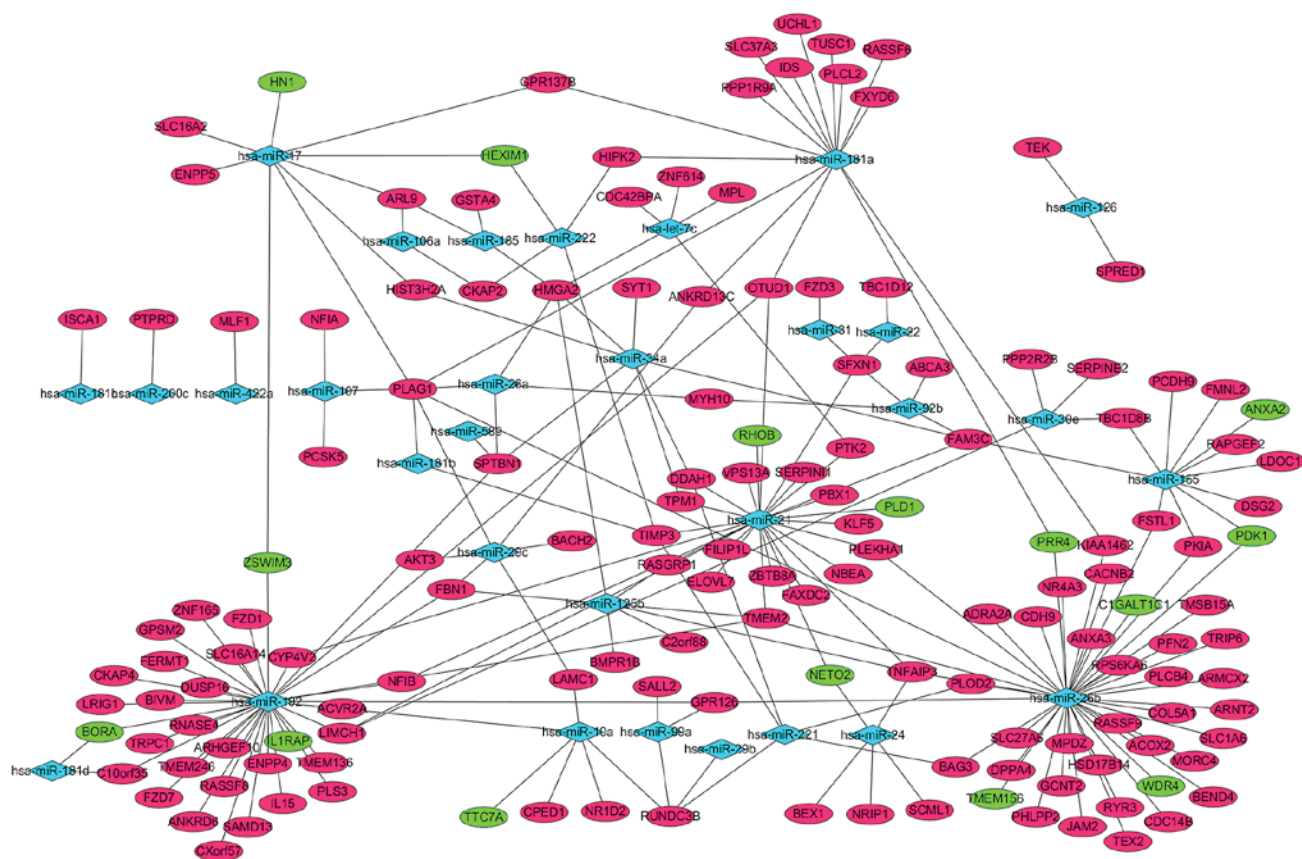 UCHL1
SLC37A3
TUSC1
RASSF6
IDS
PLCL2
HN1
GPR137B
PPP1R9A
FXYD6
SLC16A2
hsa-miR-17
HEXIM1
HIPK2
hsa-miR-181a
TEK
ENPP5
ZNF614
CDC42BPA
MPL
ARL9
GSTA4
hsa-miR-126
hsa-let-7c
hsa-miR-106a
hsa-miR-185
hsa-miR-222
SPRED1
HIST3H2A
CKAP2
HMGA2
SYT1
ANKRD13C
OTUD1
FZD3
TBC1D12
ISCA1
PTPRD
MLF1
NFIA
hsa-miR-31
hsa-miR-22
hsa-miR-34a
SFXN1
PPP2R2B
SERPINB2
ABCA3
PCDH9
FMNL2
hsa-miR-200c
hsa-miR-422a
hsa-miR-107
PLAG1
hsa-miR-26a
MYH10
hsa-miR-92b
hsa-miR-30e
TBC1D8B
ANXA2
hsa-miR-589
RHOB
FAM3C
RAPGEF2
PCSK5
hsa-miR-181b
SPTBN1
PTK2
LDOC1
DDAH1
VPS13A
SERPINI1
hsa-miR-155
TPM1
PBX1
PLD1
DSG2
hsa-miR-21
KLF5
FSTL1
TIMP3
PRR4
PDK1
ZSWIM3
AKT3
hsa-miR-29c
BACH2
RASGRP1
FILIP1L
PLEKHA1
KIAA1462
PKIA
FBN1
ELOVL7
ZBTB8A
NBEA
NR4A3
CACNB2
FAXDC2
hsa-miR-125b
C1GALT1C1
TMSB15A
ZNF165
FZD1
TMEM2
ADRA2A
CDH9
GPSM2
SLC16A14
CYP4V2
C2orf88
ANXA3
PFN2
TRIP6
FERMT1
BMPR1B
NETO2
TNFAIP3
RPS6KA6
CKAP4
DUSP16
NFIB
LAMC1
SALL2
PLOD2
PLCB4
ARMCX2
LRIG1
BIVM
hsa-miR-192
ACVR2A
GPR126
hsa-miR-26b
COL5A1
ARNT2
BORA
RNASE4
LIMCH1
hsa-miR-19a
hsa-miR-99a
hsa-miR-221
hsa-miR-24
RASSF9
SLC1A6
TRPC1
ARHGEF10
IL1RAP
hsa-miR-29b
SLC27A6
MPDZ
ACOX2
MORC4
hsa-miR-181d
C10orf35
TMEM246
ENPP4
TMEM136
BAG3
DPPA4
HSD17B14
FZD7
RASSF8
IL15
PLS3
TMEM156
GCNT2
WDR4
BEND4
ANKRD6
SAMD13
TTC7A
CPED1
NR1D2
RUNDC3B
BEX1
NRIP1
SCML1
PHLPP2
RYR3
CDC14B
CXorf57
JAM2
TEX2